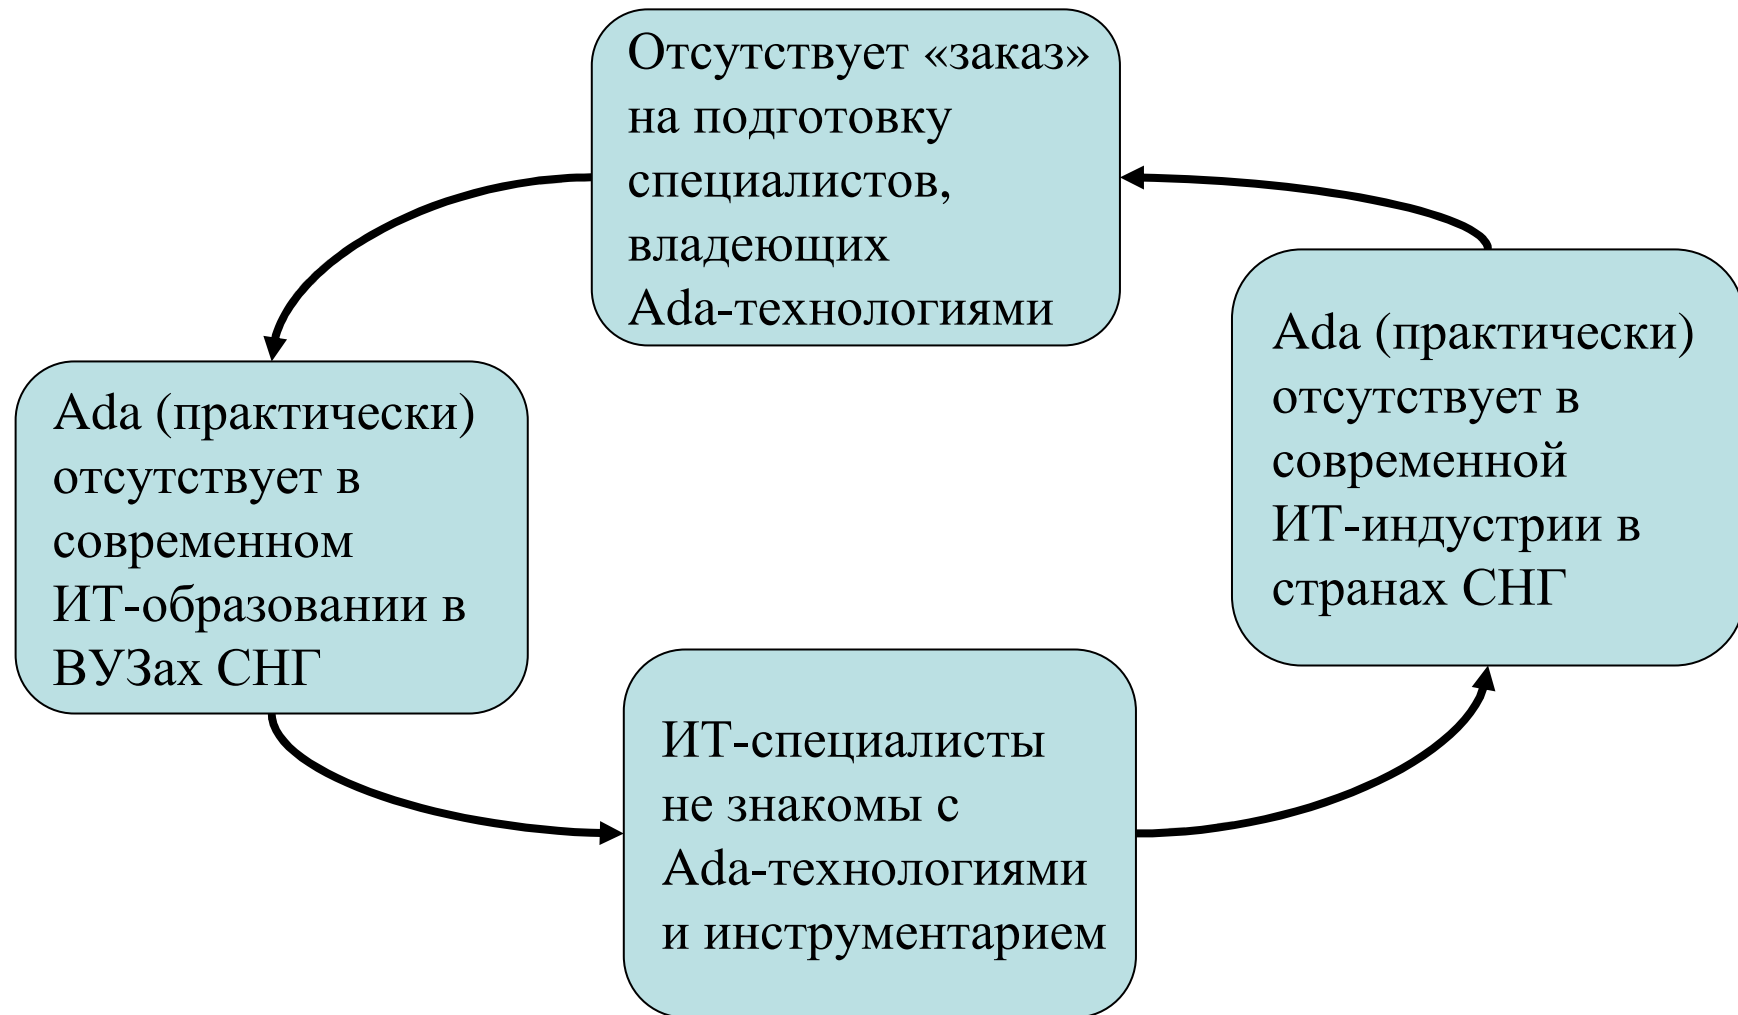 Отсутствует «заказ»
на подготовку
специалистов,
владеющих
Ada-технологиями
Ada (практически)
отсутствует в
современном
ИТ-образовании в
ВУЗах СНГ
ИТ-специалисты
не знакомы с
Ada-технологиями
и инструментарием
Ada (практически)
отсутствует в
современной
ИТ-индустрии в
странах СНГ